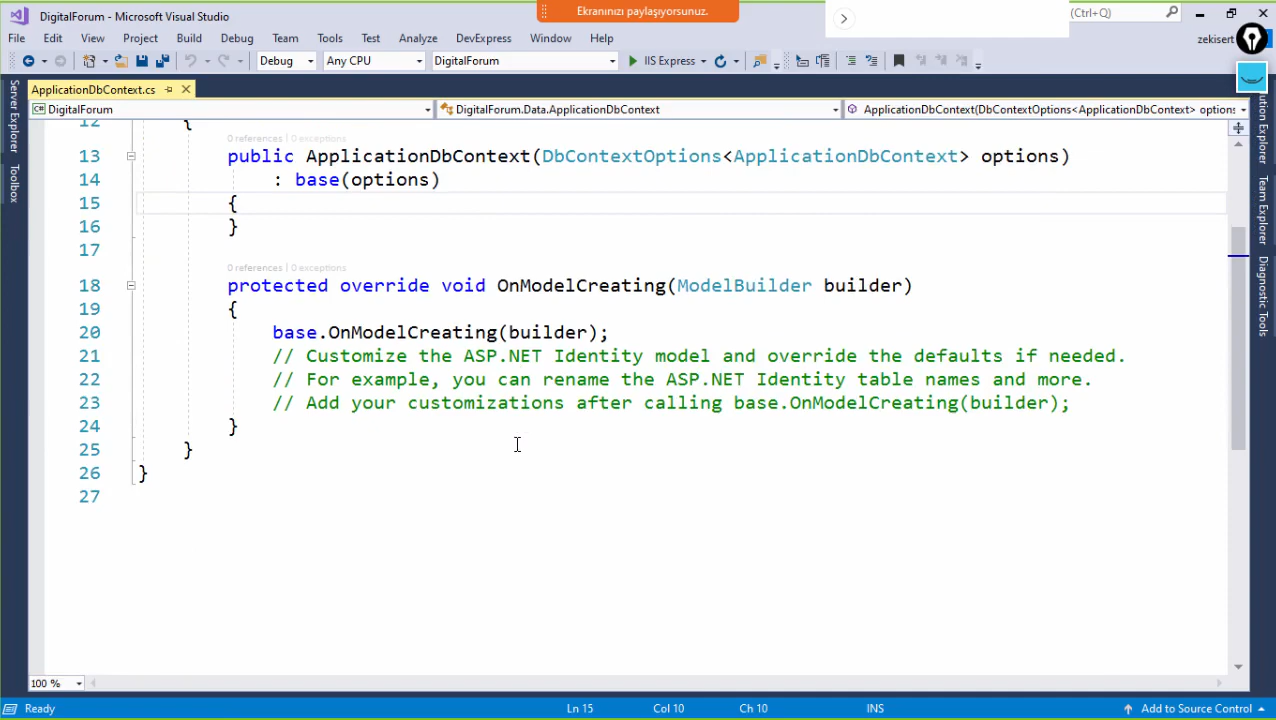 DigitalForum - Microsoft Visual Studio
Ekranınızı paylaşıyorsunuz.
(Ctrl+Q)
File Edit View Project Build Debug Team Tools Test Analyze DevExpress Window Help
zekisert
Debug Any CPU DigitalForum IIS Express
ApplicationDbContext.cs
DigitalForum DigitalForum.Data.ApplicationDbContext ApplicationDbContext(DbContextOptions<ApplicationDbContext> options
Server Explorer
Toolbox
12 {
0 references | 0 exceptions
13 public ApplicationDbContext(DbContextOptions<ApplicationDbContext> options)
14 : base(options)
15 {
16 }
17
0 references | 0 exceptions
18 protected override void OnModelCreating(ModelBuilder builder)
19 {
20 base.OnModelCreating(builder);
21 // Customize the ASP.NET Identity model and override the defaults if needed.
22 // For example, you can rename the ASP.NET Identity table names and more.
23 // Add your customizations after calling base.OnModelCreating(builder);
24 }
25 }
26 }
27
Explorer
Team Explorer
Diagnostic Tools
100 %
Ready Ln 15 Col 10 Ch 10 INS Add to Source Control